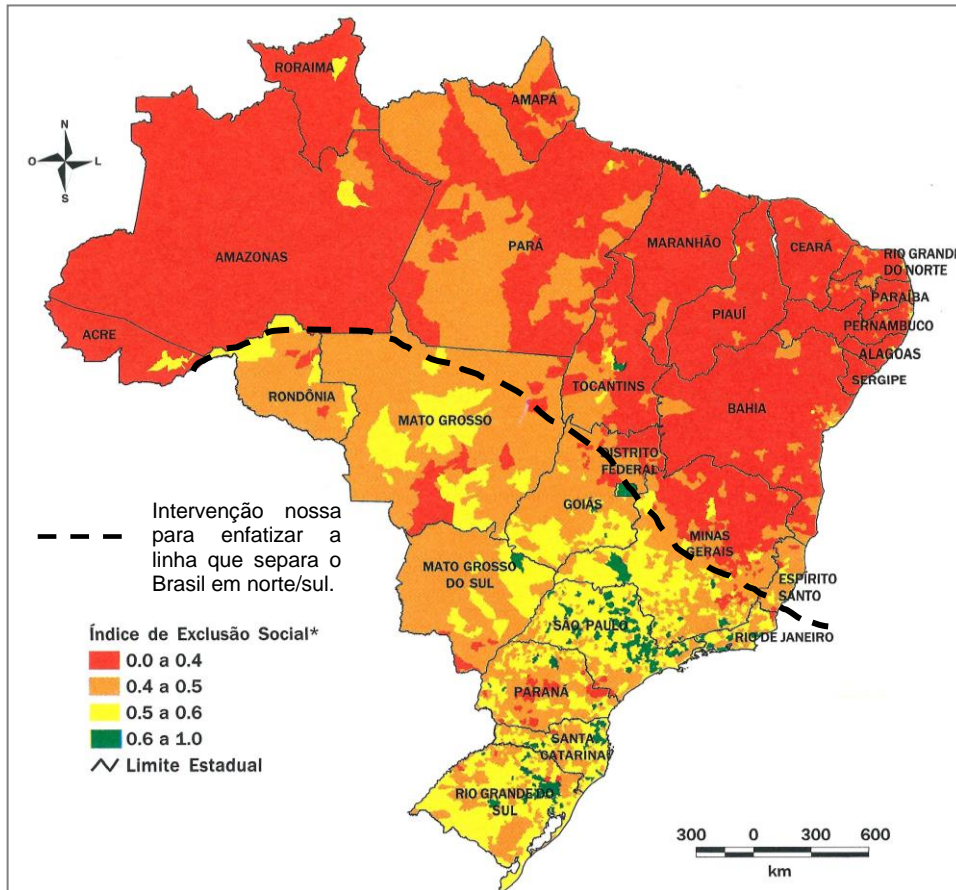 RORAIMA
AMAPÁ
N
O
L
S
AMAZONAS
PARÁ
MARANHÃO
CEARÁ
RIO GRANDE
DO NORTE
PARAÍBA
PIAUÍ
PERNAMBUCO
ACRE
ALAGOAS
SERGIPE
TOCANTINS
RONDÔNIA
MATO GROSSO
BAHIA
DISTRITO
FEDERAL
GOIÁS
Intervenção nossa
para enfatizar a
linha que separa o
Brasil em norte/sul.
MINAS
GERAIS
MATO GROSSO
DO SUL
ESPÍRITO
SANTO
SÃO PAULO
RIO DE JANEIRO
Índice de Exclusão Social*
0.0 a 0.4
0.4 a 0.5
0.5 a 0.6
0.6 a 1.0
Limite Estadual
PARANÁ
SANTA
CATARINA
RIO GRANDE DO
SUL
300 0 300 600
km